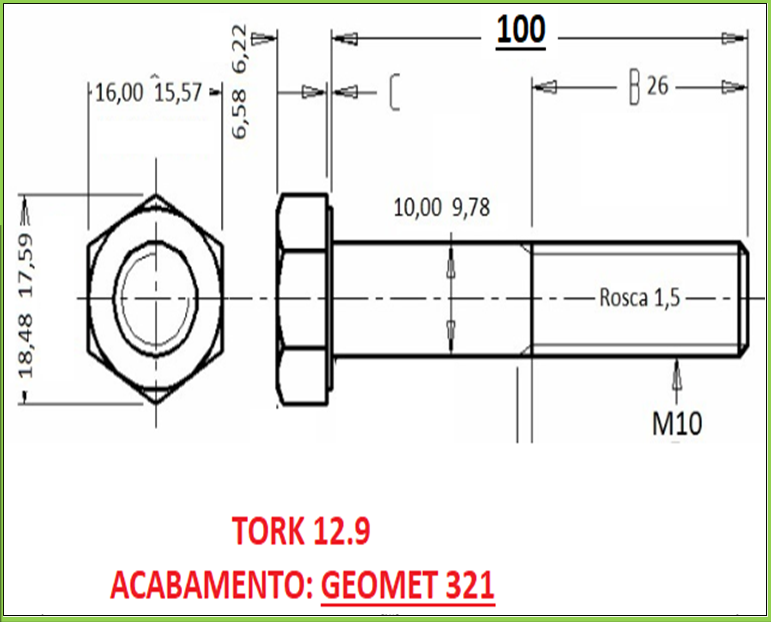 100
6,58 6,22
16,00 15,57
C
B 26
10,00 9,78
18,48 17,59
Rosca 1,5
M10
TORK 12.9
ACABAMENTO: GEOMET 321